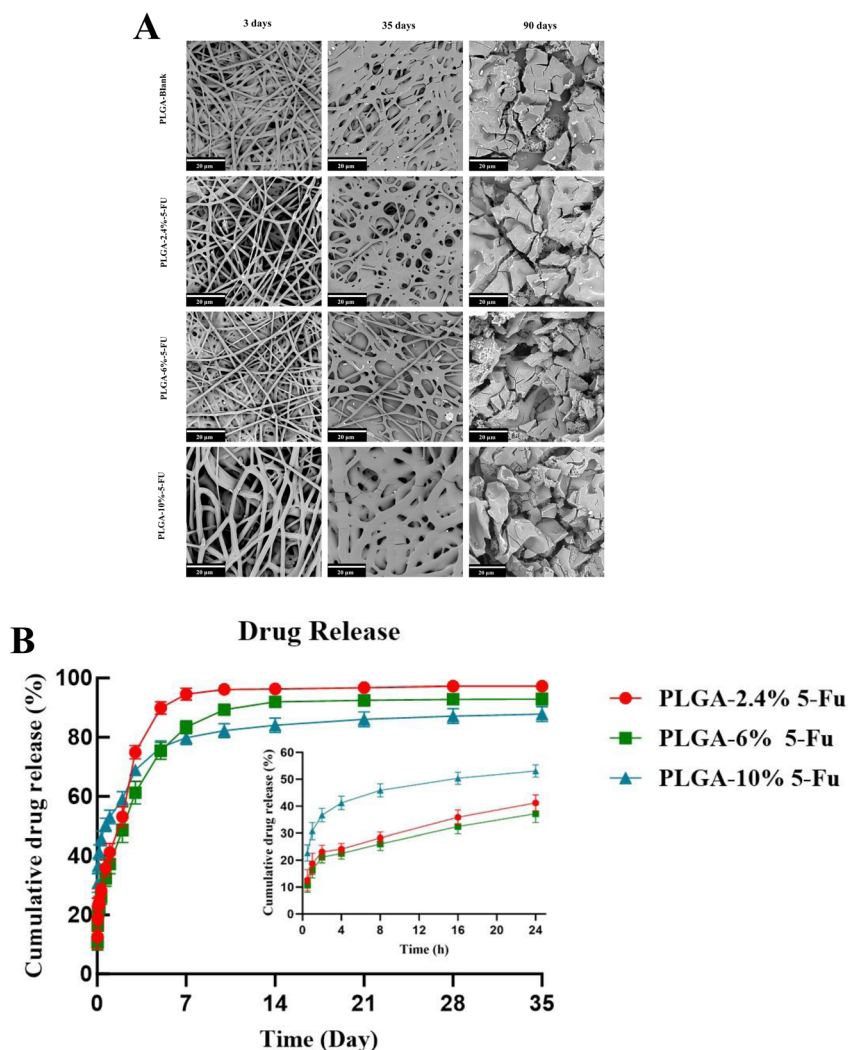 A
3 days 35 days 90 days
PLGA-Blank
20 µm 20 µm 20 µm
PLGA-2.4%-5-FU
20 µm 20 µm 20 µm
PLGA-6%-5-FU
20 µm 20 µm 20 µm
PLGA-10%-5-FU
20 µm 20 µm 20 µm
B
Drug Release
Cumulative drug release (%)
100
80
60
40
20
0
0 7 14 21 28 35
Time (Day)
Cumulative drug release (%)
60
50
40
30
20
10
0
0 4 8 12 16 20 24
Time (h)
PLGA-2.4% 5-Fu
PLGA-6% 5-Fu
PLGA-10% 5-Fu